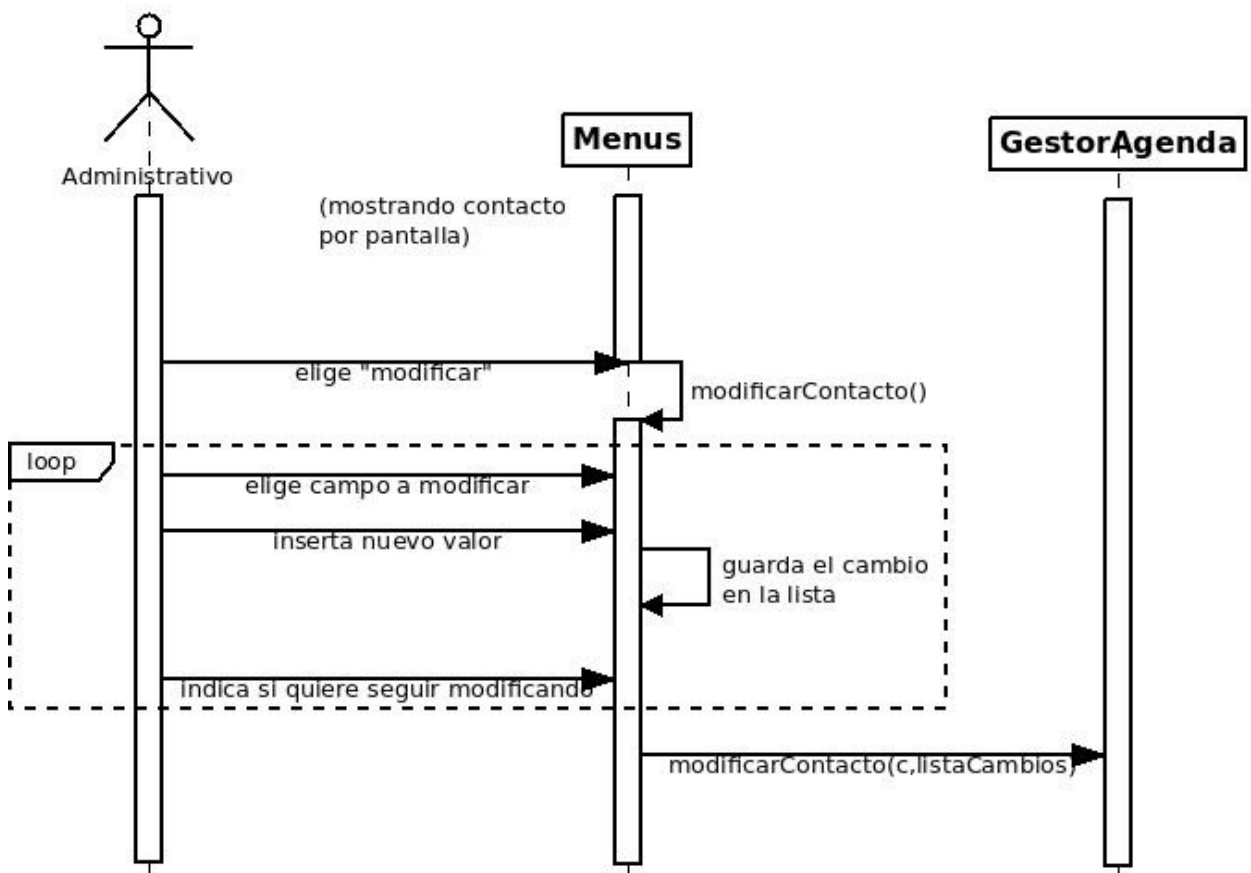 Administrativo
Menus
GestorAgenda
(mostrando contacto
por pantalla)
elige "modificar"
modificarContacto()
loop
elige campo a modificar
inserta nuevo valor
guarda el cambio
en la lista
indica si quiere seguir modificando
modificarContacto(c,listaCambios)